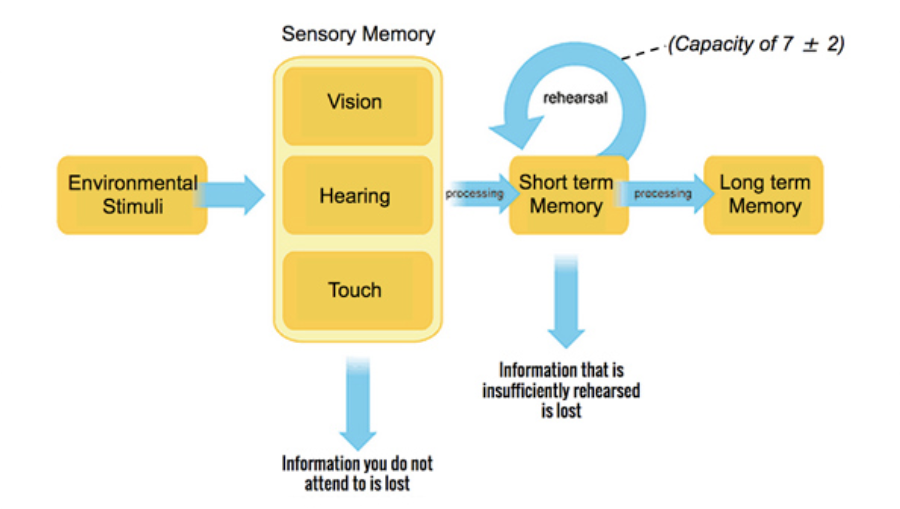 Sensory Memory
(Capacity of 7 ± 2)
Vision
rehearsal
Environmental
Stimuli
Hearing
processing
Short term
Memory
processing
Long term
Memory
Touch
Information that is
insufficiently rehearsed
is lost
Information you do not
attend to is lost